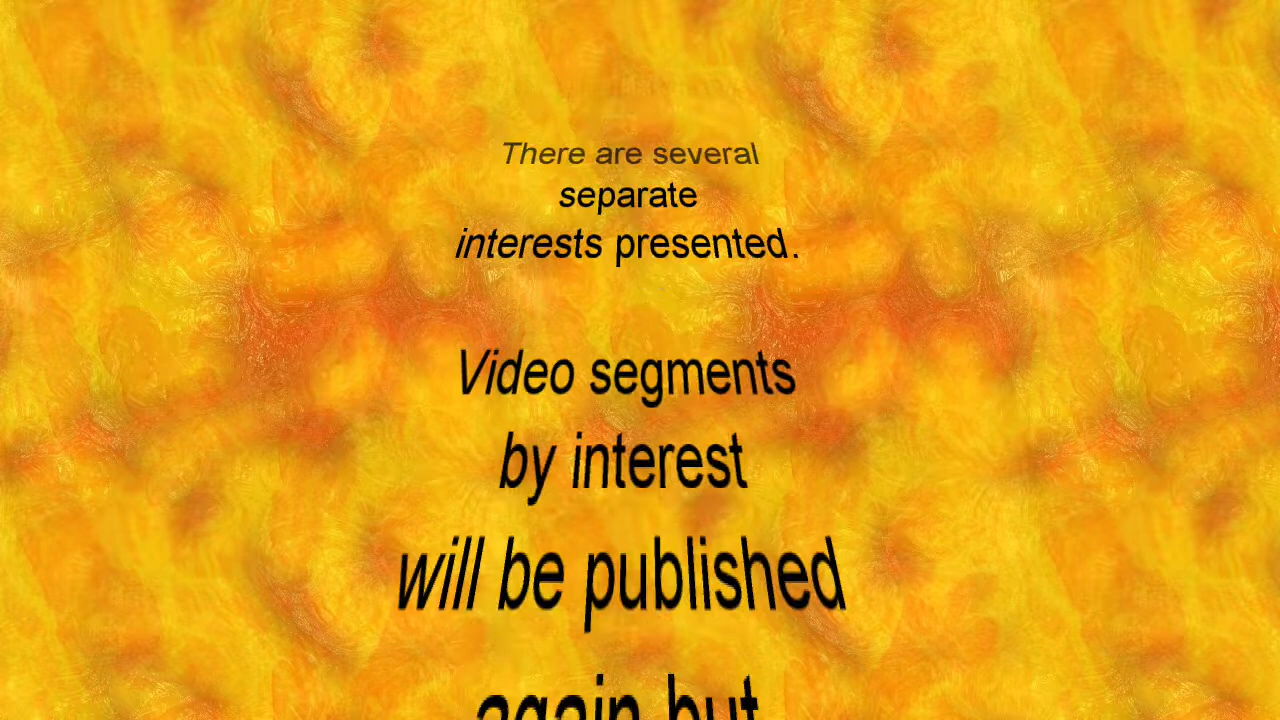 There are several
separate
interests presented.
Video segments
by interest
will be published
again but